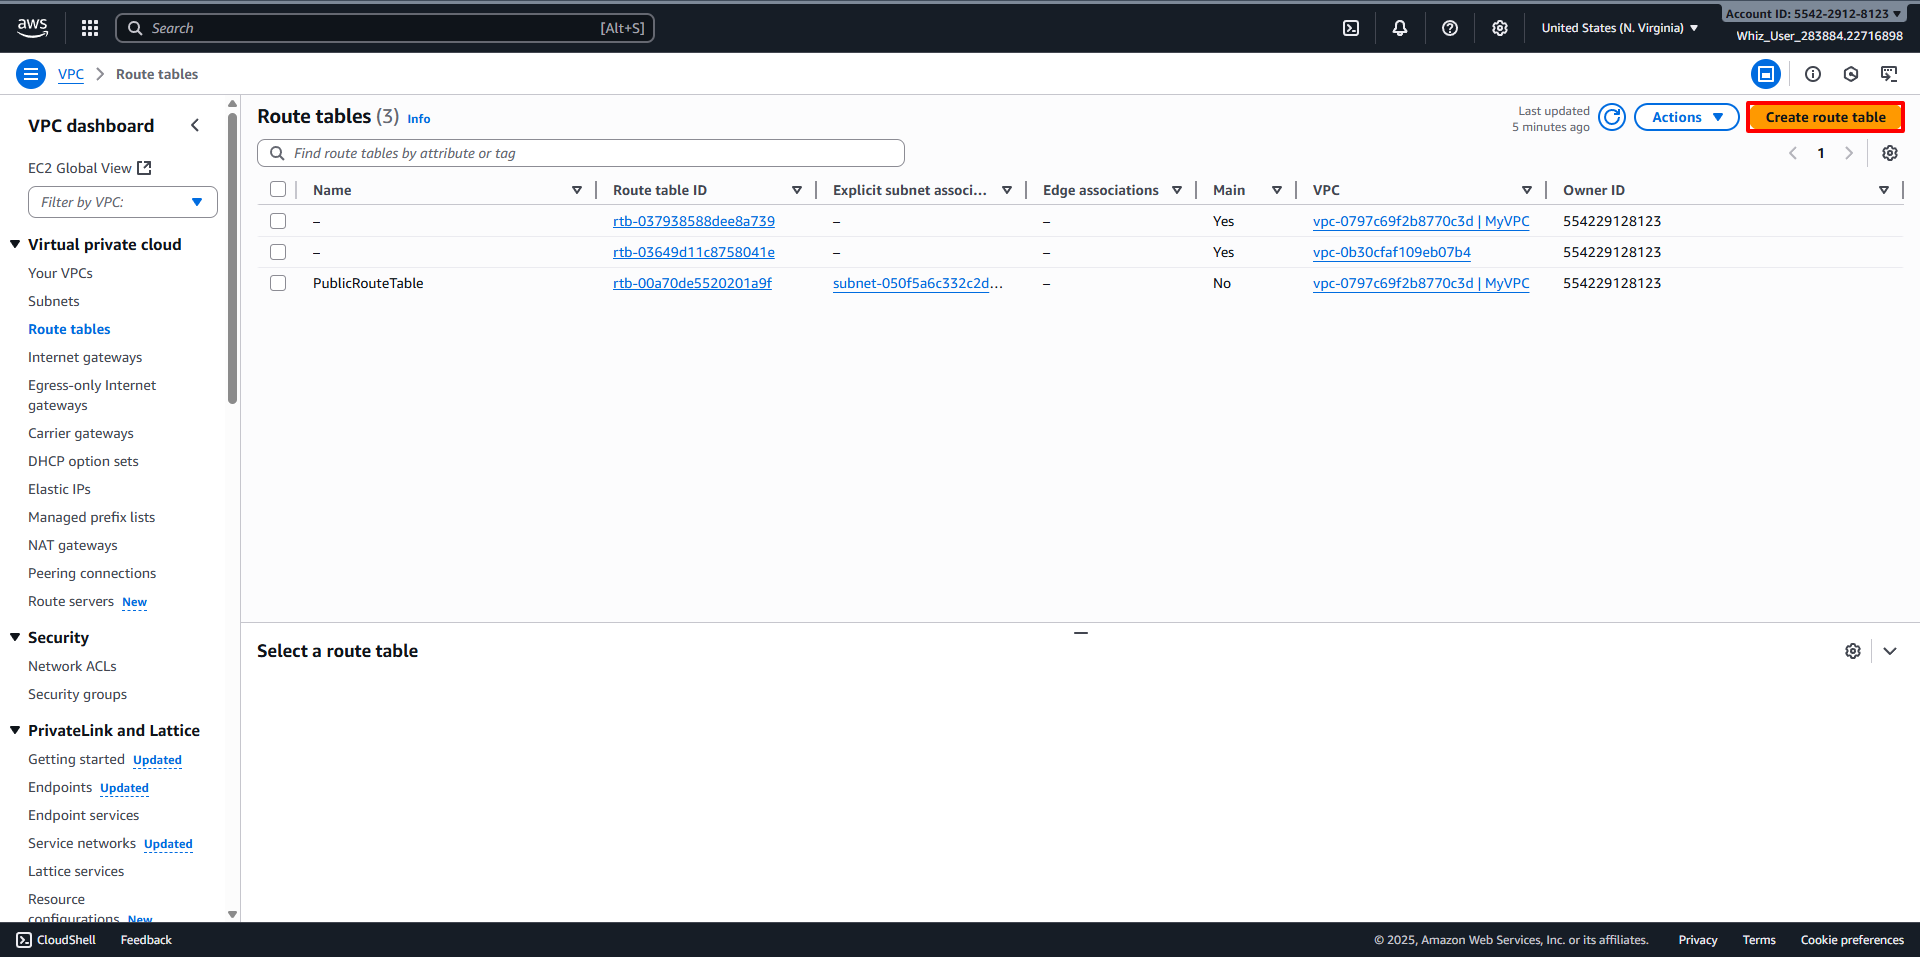 aws
Search
[Alt+S]
United States (N. Virginia)
Account ID: 5542-2912-8123
Whiz_User_283884.22716898
VPC
Route tables
VPC dashboard
EC2 Global View
Filter by VPC:
Virtual private cloud
Your VPCs
Subnets
Route tables
Internet gateways
Egress-only Internet
gateways
Carrier gateways
DHCP option sets
Elastic IPs
Managed prefix lists
NAT gateways
Peering connections
Route servers New
Security
Network ACLs
Security groups
PrivateLink and Lattice
Getting started Updated
Endpoints Updated
Endpoint services
Service networks Updated
Lattice services
Resource
configurations New
Route tables (3) Info
Last updated
5 minutes ago
Actions
Create route table
Find route tables by attribute or tag
1
Name Route table ID Explicit subnet associ... Edge associations Main VPC Owner ID
– rtb-037938588dee8a739 – – Yes vpc-0797c69f2b8770c3d | MyVPC 554229128123
– rtb-03649d11c8758041e – – Yes vpc-0b30cfaf109eb07b4 554229128123
PublicRouteTable rtb-00a70de5520201a9f subnet-050f5a6c332c2d... – No vpc-0797c69f2b8770c3d | MyVPC 554229128123
Select a route table
CloudShell Feedback © 2025, Amazon Web Services, Inc. or its affiliates. Privacy Terms Cookie preferences